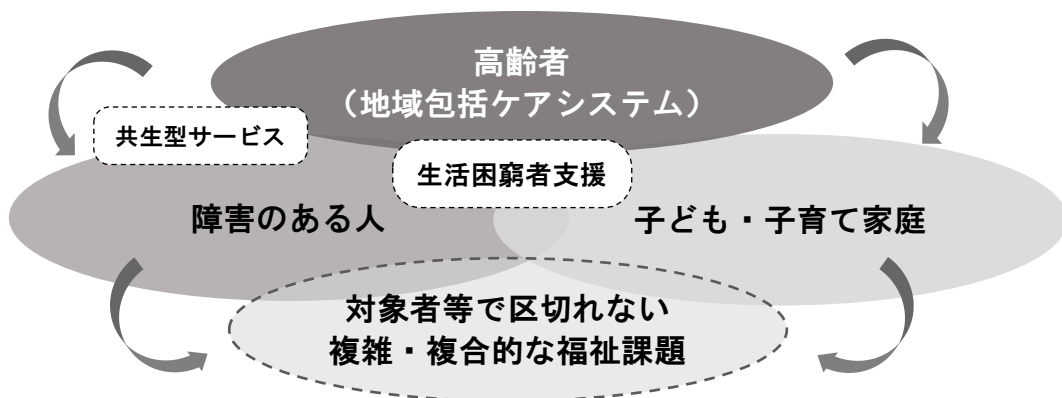 高齢者
（地域包括ケアシステム）
共生型サービス
生活困窮者支援
障害のある人
子ども・子育て家庭
対象者等で区切れない
複雑・複合的な福祉課題